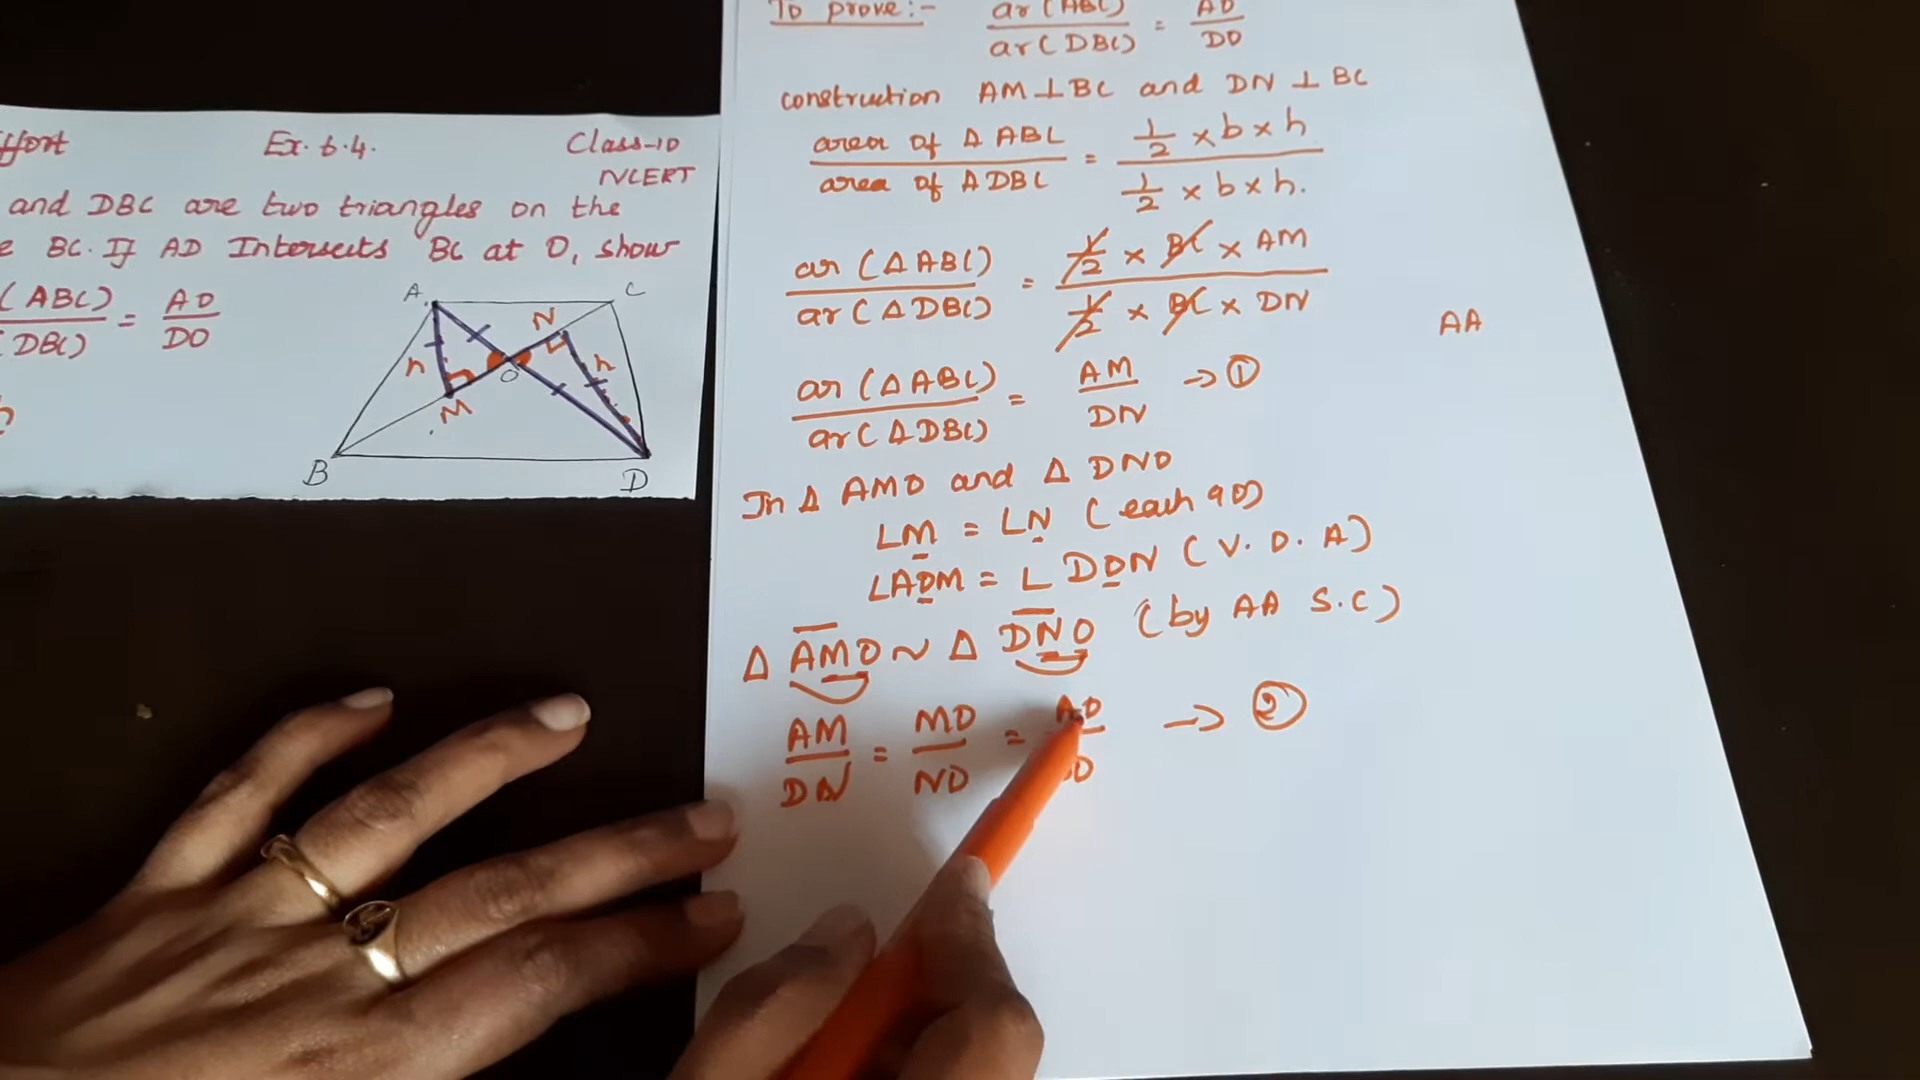 Effort Ex. 6.4. Class-10
NCERT
and DBC are two triangles on the
BC. If AD Intersects BC at O, show
(ABC) / (DBC) = AO / DO
A C
N
h O h
M
B D
To prove:- ar(ABC) / ar(DBC) = AO / DO
construction AM ⊥ BC and DN ⊥ BC
area of Δ ABC / area of Δ DBC = 1/2 × b × h / 1/2 × b × h.
ar (Δ ABC) / ar (Δ DBC) = 1/2 × BC × AM / 1/2 × BC × DN
AA
ar (Δ ABC) / ar (Δ DBC) = AM / DN → ①
In Δ AMO and Δ DNO
∠M = ∠N (each 90)
∠AOM = ∠DON (V.O.A)
Δ AMO ~ Δ DNO (by AA S.C)
AM / DN = MO / NO = AO / DO → ②